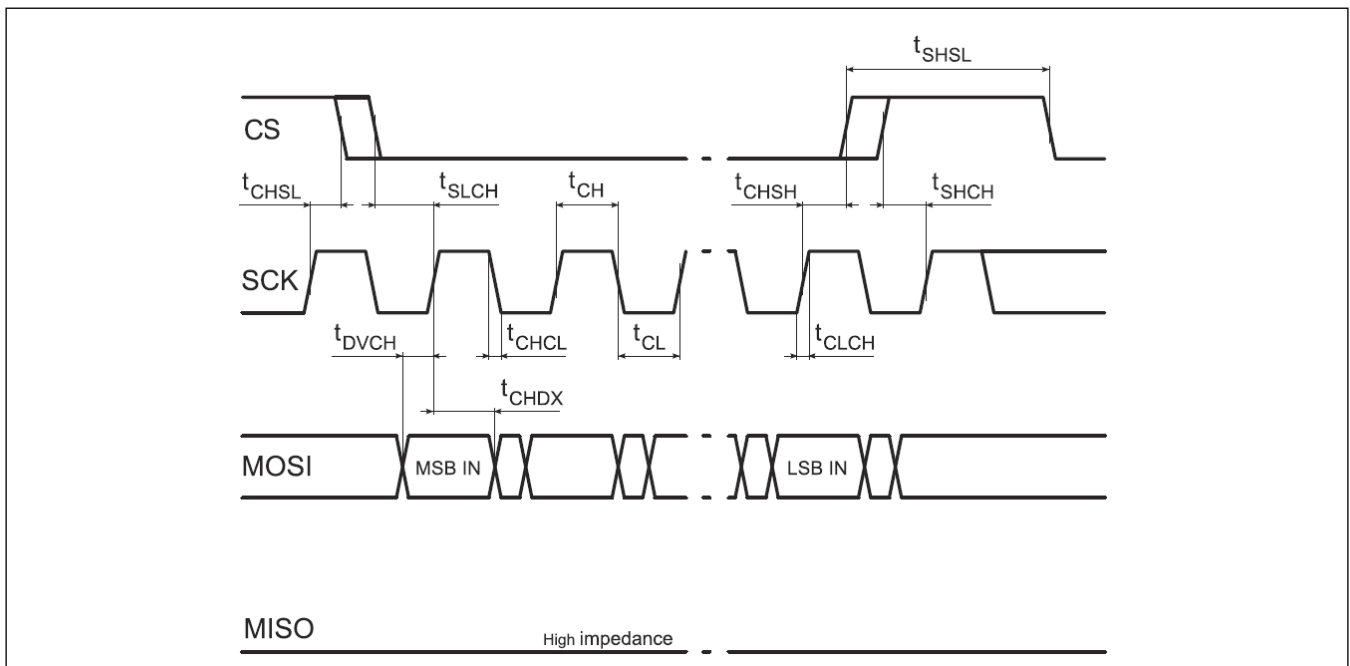 tSHSL
CS
tCHSL
tSLCH
tCH
tCHSH
tSHCH
SCK
tDVCH
tCHCL
tCL
tCLCH
tCHDX
MOSI
MSB IN
LSB IN
MISO
High impedance